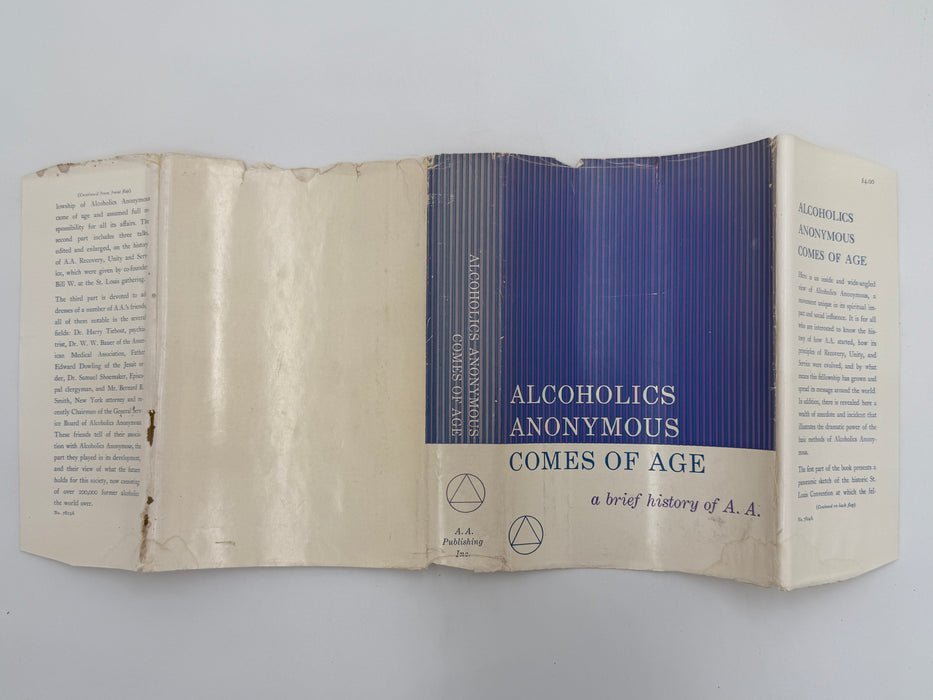 (Continued from front flap)
lowship of Alcoholics Anonymous
came of age and assumed full re-
sponsibility for all its affairs. The
second part includes three talks,
edited and enlarged, on the history
of A.A. Recovery, Unity and Serv-
ice, which were given by co-founder
Bill W. at the St. Louis gathering.
The third part is devoted to ad-
dresses of a number of A.A.'s friends,
all of them notable in the several
fields: Dr. Harry Tiebout, psychia-
trist, Dr. W. W. Bauer of the Amer-
ican Medical Association, Father
Edward Dowling of the Jesuit or-
der, Dr. Samuel Shoemaker, Episco-
pal clergyman, and Mr. Bernard B.
Smith, New York attorney and re-
cently Chairman of the General Serv-
ice Board of Alcoholics Anonymous.
These friends tell of their associa-
tion with Alcoholics Anonymous, the
part they played in its development,
and their view of what the future
holds for this society, now consisting
of over 200,000 former alcoholics
the world over.
No. 7624A
ALCOHOLICS ANONYMOUS
COMES OF AGE
A.A.
Publishing
Inc.
ALCOHOLICS
ANONYMOUS
COMES OF AGE
a brief history of A. A.
$4.00
ALCOHOLICS
ANONYMOUS
COMES OF AGE
Here is an inside and wide-angled
view of Alcoholics Anonymous, a
movement unique in its spiritual im-
pact and social influence. It is for all
who are interested to know the his-
tory of how A.A. started, how its
principles of Recovery, Unity, and
Service were evolved, and by what
means this fellowship has grown and
spread its message around the world.
In addition, there is revealed here a
wealth of anecdote and incident that
illustrates the dramatic power of the
basic methods of Alcoholics Anony-
mous.
The first part of the book presents a
panoramic sketch of the historic St.
Louis Convention at which the fel-
(Continued on back flap)
No. 7624A